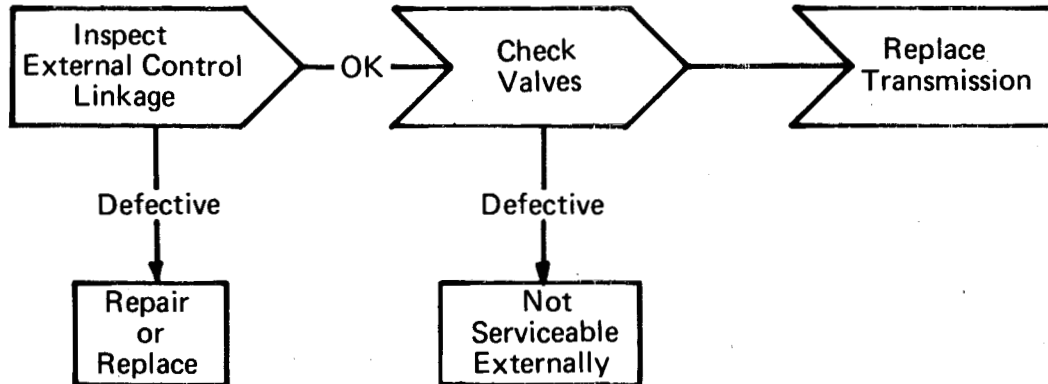 Inspect
External Control
Linkage
OK
Check
Valves
Replace
Transmission
Defective
Defective
Repair
or
Replace
Not
Serviceable
Externally